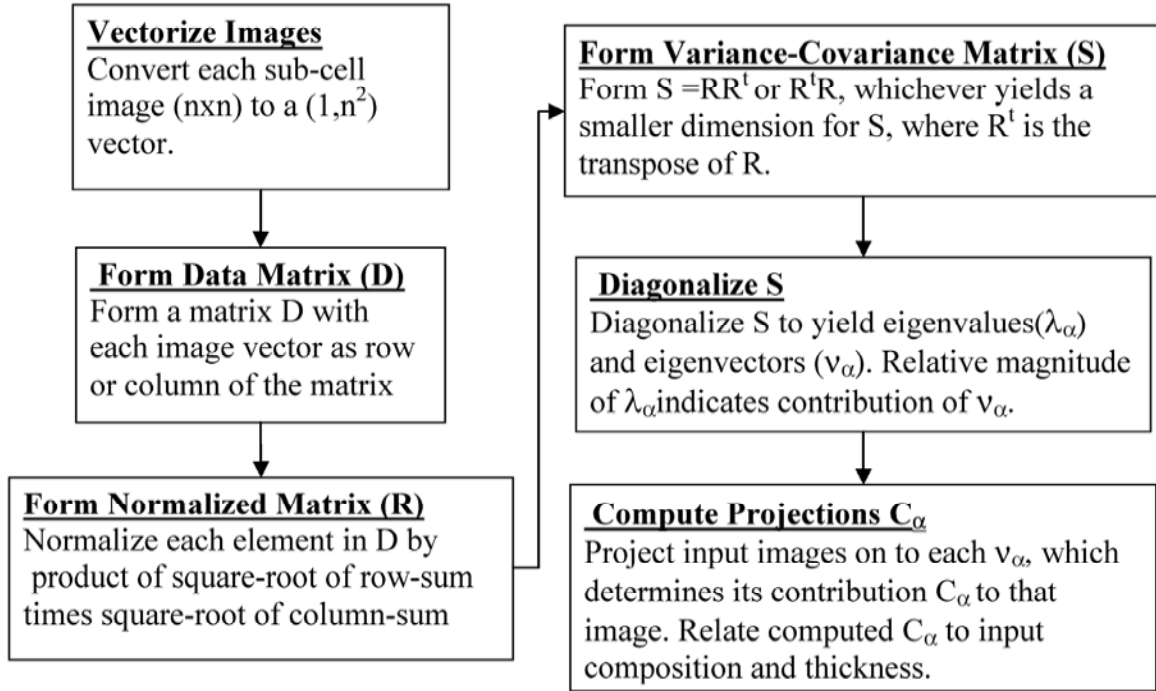 Vectorize Images
Convert each sub-cell
image (nxn) to a (1,n²)
vector.
Form Data Matrix (D)
Form a matrix D with
each image vector as row
or column of the matrix
Form Normalized Matrix (R)
Normalize each element in D by
product of square-root of row-sum
times square-root of column-sum
Form Variance-Covariance Matrix (S)
Form S =RRᵗ or RᵗR, whichever yields a
smaller dimension for S, where Rᵗ is the
transpose of R.
Diagonalize S
Diagonalize S to yield eigenvalues(λα)
and eigenvectors (να). Relative magnitude
of λαindicates contribution of να.
Compute Projections Cα
Project input images on to each να, which
determines its contribution Cα to that
image. Relate computed Cα to input
composition and thickness.